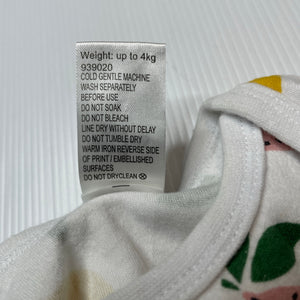 Weight: up to 4kg
939020
COLD GENTLE MACHINE
WASH SEPARATELY
BEFORE USE
DO NOT SOAK
DO NOT BLEACH
LINE DRY WITHOUT DELAY
DO NOT TUMBLE DRY
WARM IRON REVERSE SIDE
OF PRINT / EMBELLISHED
SURFACES
DO NOT DRYCLEAN